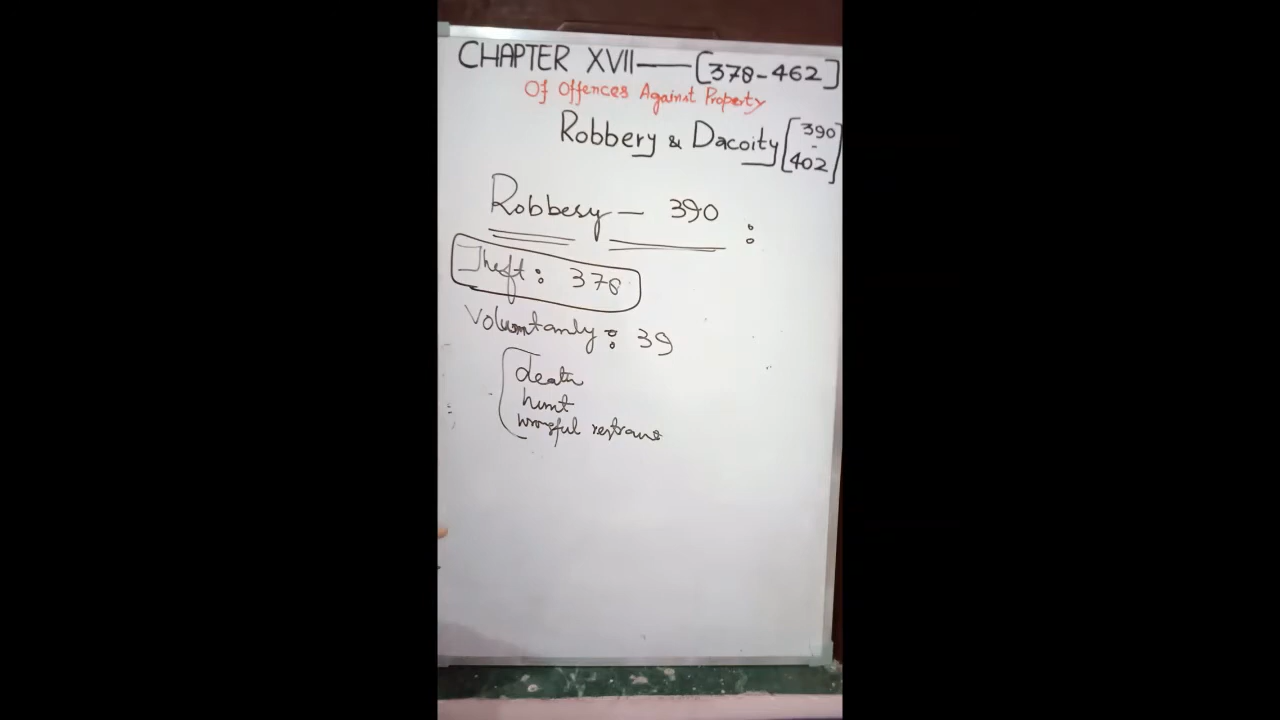 CHAPTER XVII — [378-462]
Of Offences Against Property
Robbery & Dacoity [390 - 402]
Robbery — 390 :
Theft : 378
Voluntarily : 39
death
hurt
wrongful restraint